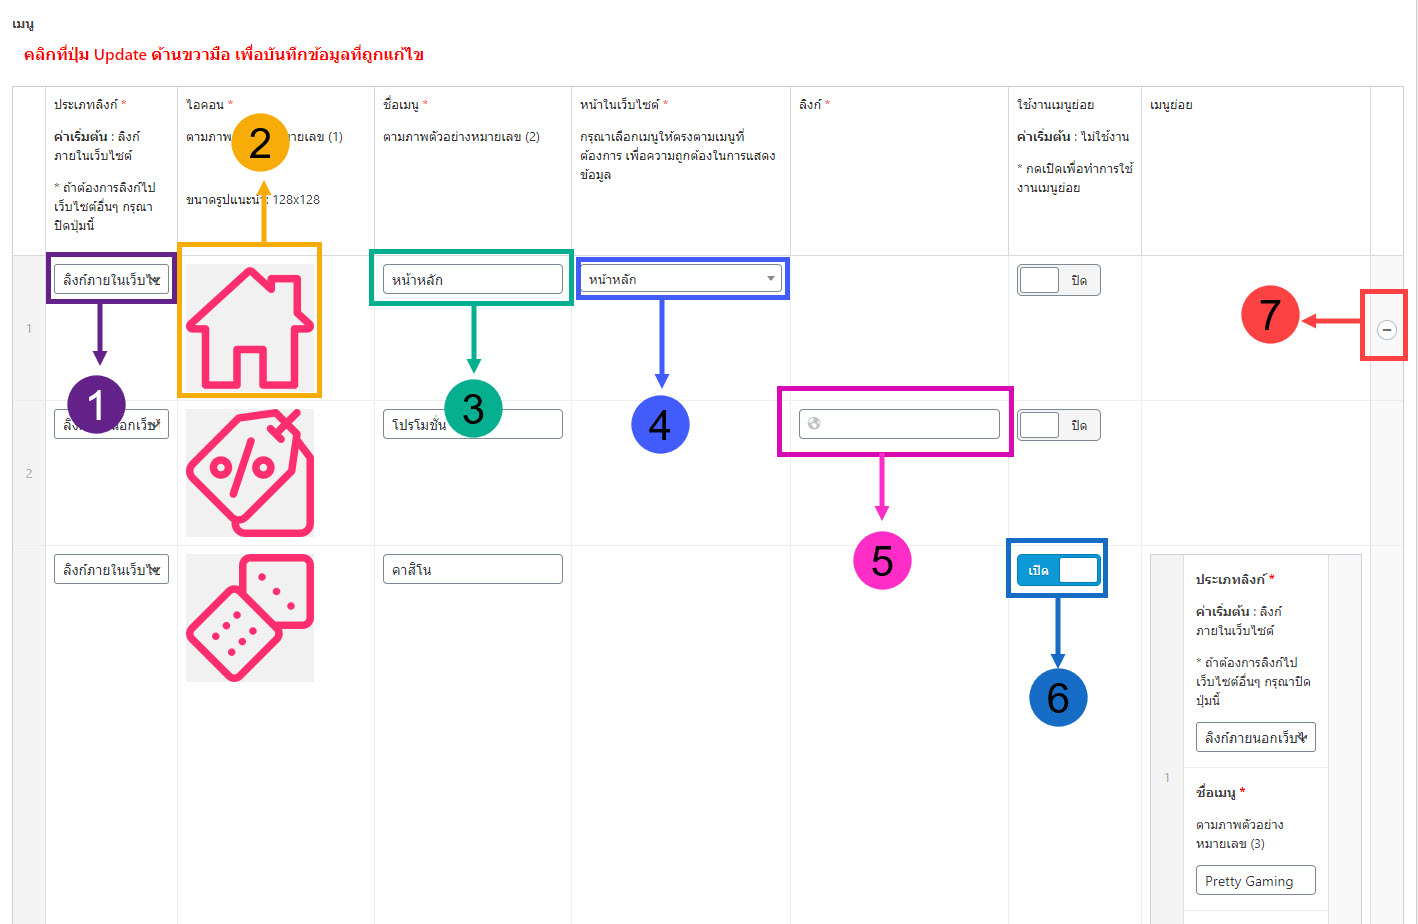 เมนู
คลิกที่ปุ่ม Update ด้านขวามือ เพื่อบันทึกข้อมูลที่ถูกแก้ไข
ประเภทลิงก์ *
ค่าเริ่มต้น : ลิงก์
ภายในเว็บไซต์
* ถ้าต้องการลิงก์ไป
เว็บไซต์อื่นๆ กรุณา
ปิดปุ่มนี้
ไอคอน *
ตามภาพ
ายเลข (1)
2
ขนาดรูปแนะนำ: 128x128
ชื่อเมนู *
ตามภาพตัวอย่างหมายเลข (2)
หน้าในเว็บไซต์ *
กรุณาเลือกเมนูให้ตรงตามเมนูที่
ต้องการ เพื่อความถูกต้องในการแสดง
ข้อมูล
ลิงก์ *
ใช้งานเมนูย่อย
ค่าเริ่มต้น : ไม่ใช้งาน
* กดเปิดเพื่อทำการใช้
งานเมนูย่อย
เมนูย่อย
1
ลิงก์ภายในเว็บไซ
หน้าหลัก
หน้าหลัก
ปิด
7
1
3
4
2
ลิ
นอกเว็บ
โปรโมชั่น
ปิด
5
ลิงก์ภายในเว็บไซ
คาสิโน
เปิด
6
1
ประเภทลิงก์ *
ค่าเริ่มต้น : ลิงก์
ภายในเว็บไซต์
* ถ้าต้องการลิงก์ไป
เว็บไซต์อื่นๆ กรุณาปิด
ปุ่มนี้
ลิงก์ภายนอกเว็บไ
ชื่อเมนู *
ตามภาพตัวอย่าง
หมายเลข (3)
Pretty Gaming